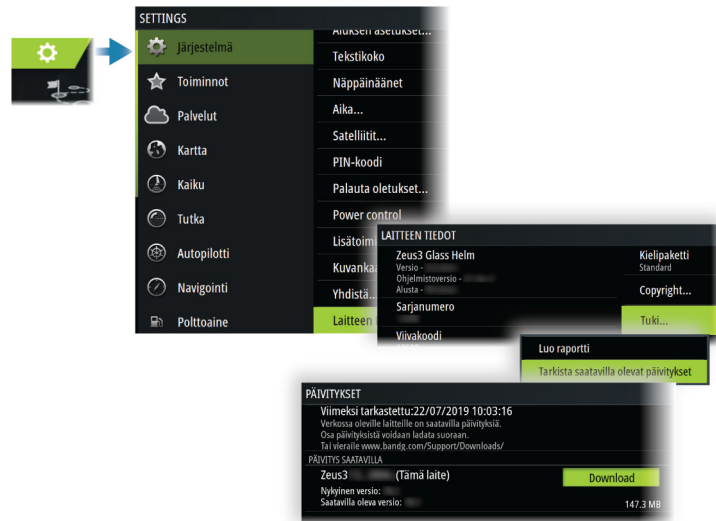 SETTINGS
Järjestelmä
Toiminnot
Palvelut
Kartta
Kaiku
Tutka
Autopilotti
Navigointi
Polttoaine
Aluksen asetukset...
Tekstikoko
Näppäinäänet
Aika...
Satelliitit...
PIN-koodi
Palauta oletukset...
Power control
LAITTEEN TIEDOT
Zeus3 Glass Helm
Versio -
Ohjelmistoversio -
Alusta -
Sarjanumero
Viivakoodi
Kielipaketti
Standard
Copyright...
Tuki...
Luo raportti
Tarkista saatavilla olevat päivitykset
PÄIVITYKSET
Viimeksi tarkastettu:22/07/2019 10:03:16
Verkossa oleville laitteille on saatavilla päivityksiä.
Osa päivityksistä voidaan ladata suoraan.
Tai vieraile www.bandg.com/Support/Downloads/
PÄIVITYS SAATAVILLA
Zeus3 (Tämä laite)
Nykyinen versio:
Saatavilla oleva versio:
Download
147.3 MB